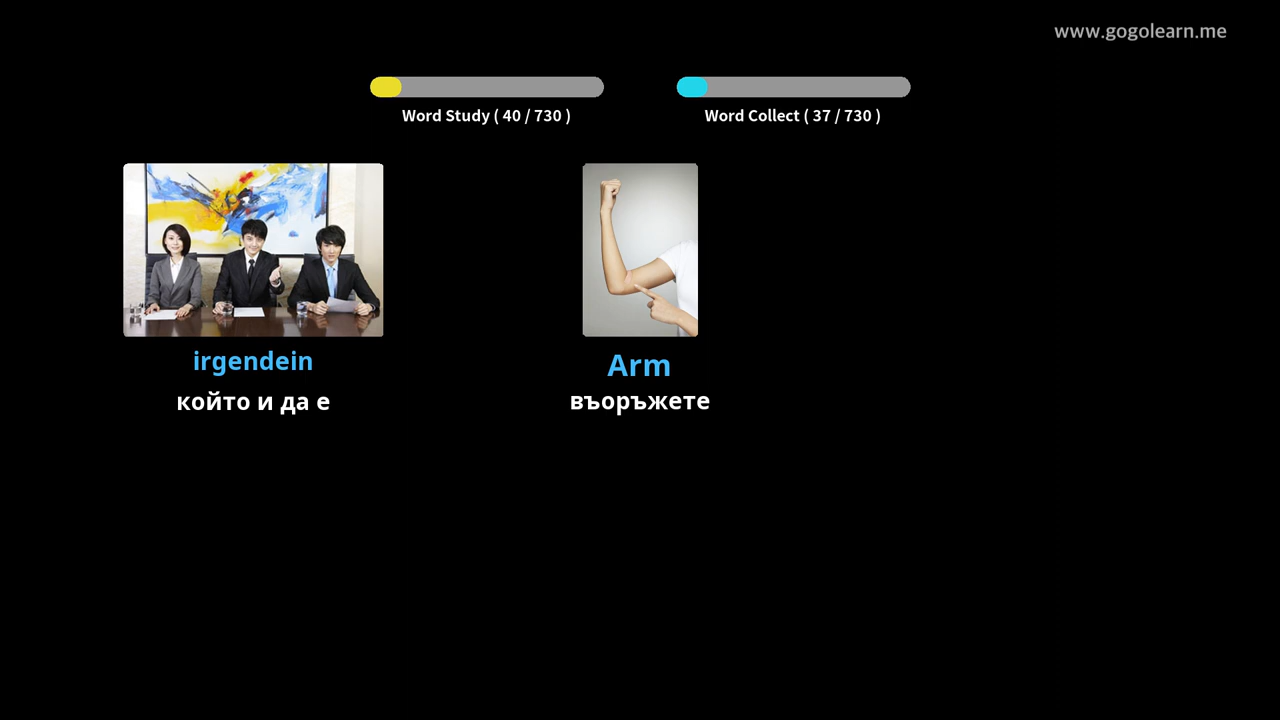 www.gogolearn.me
Word Study ( 40 / 730 )
Word Collect ( 37 / 730 )
irgendein
който и да е
Arm
въоръжете